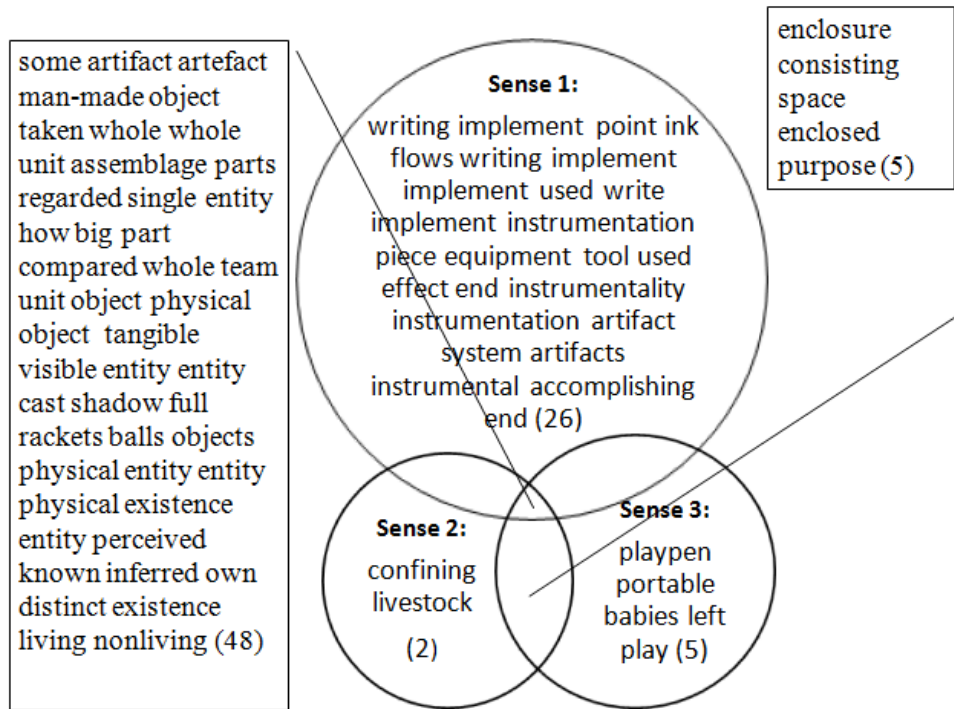 some artifact artefact
man-made object
taken whole whole
unit assemblage parts
regarded single entity
how big part
compared whole team
unit object physical
object tangible
visible entity entity
cast shadow full
rackets balls objects
physical entity entity
physical existence
entity perceived
known inferred own
distinct existence
living nonliving (48)
Sense 1:
writing implement point ink
flows writing implement
implement used write
implement instrumentation
piece equipment tool used
effect end instrumentality
instrumentation artifact
system artifacts
instrumental accomplishing
end (26)
enclosure
consisting
space
enclosed
purpose (5)
Sense 2:
confining
livestock
(2)
Sense 3:
playpen
portable
babies left
play (5)